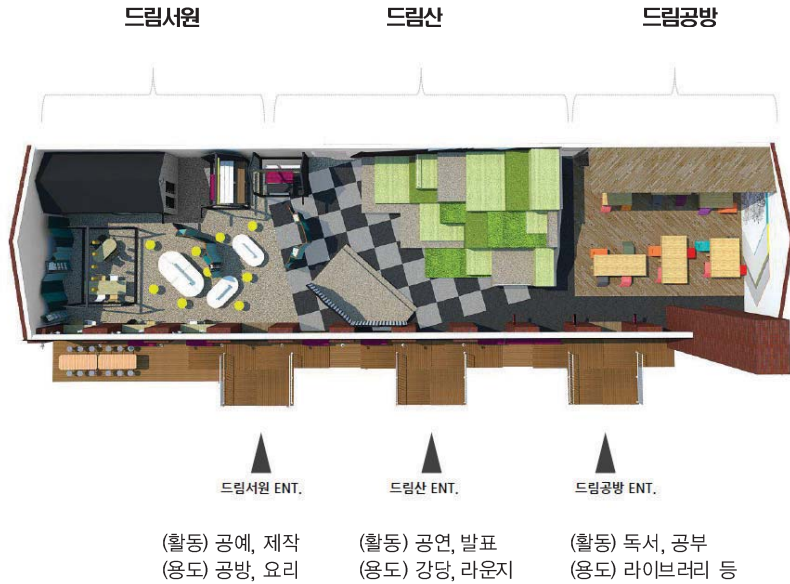 드림서원
드림산
드림공방
드림서원 ENT.
드림산 ENT.
드림공방 ENT.
(활동) 공예, 제작
(용도) 공방, 요리
(활동) 공연, 발표
(용도) 강당, 라운지
(활동) 독서, 공부
(용도) 라이브러리 등